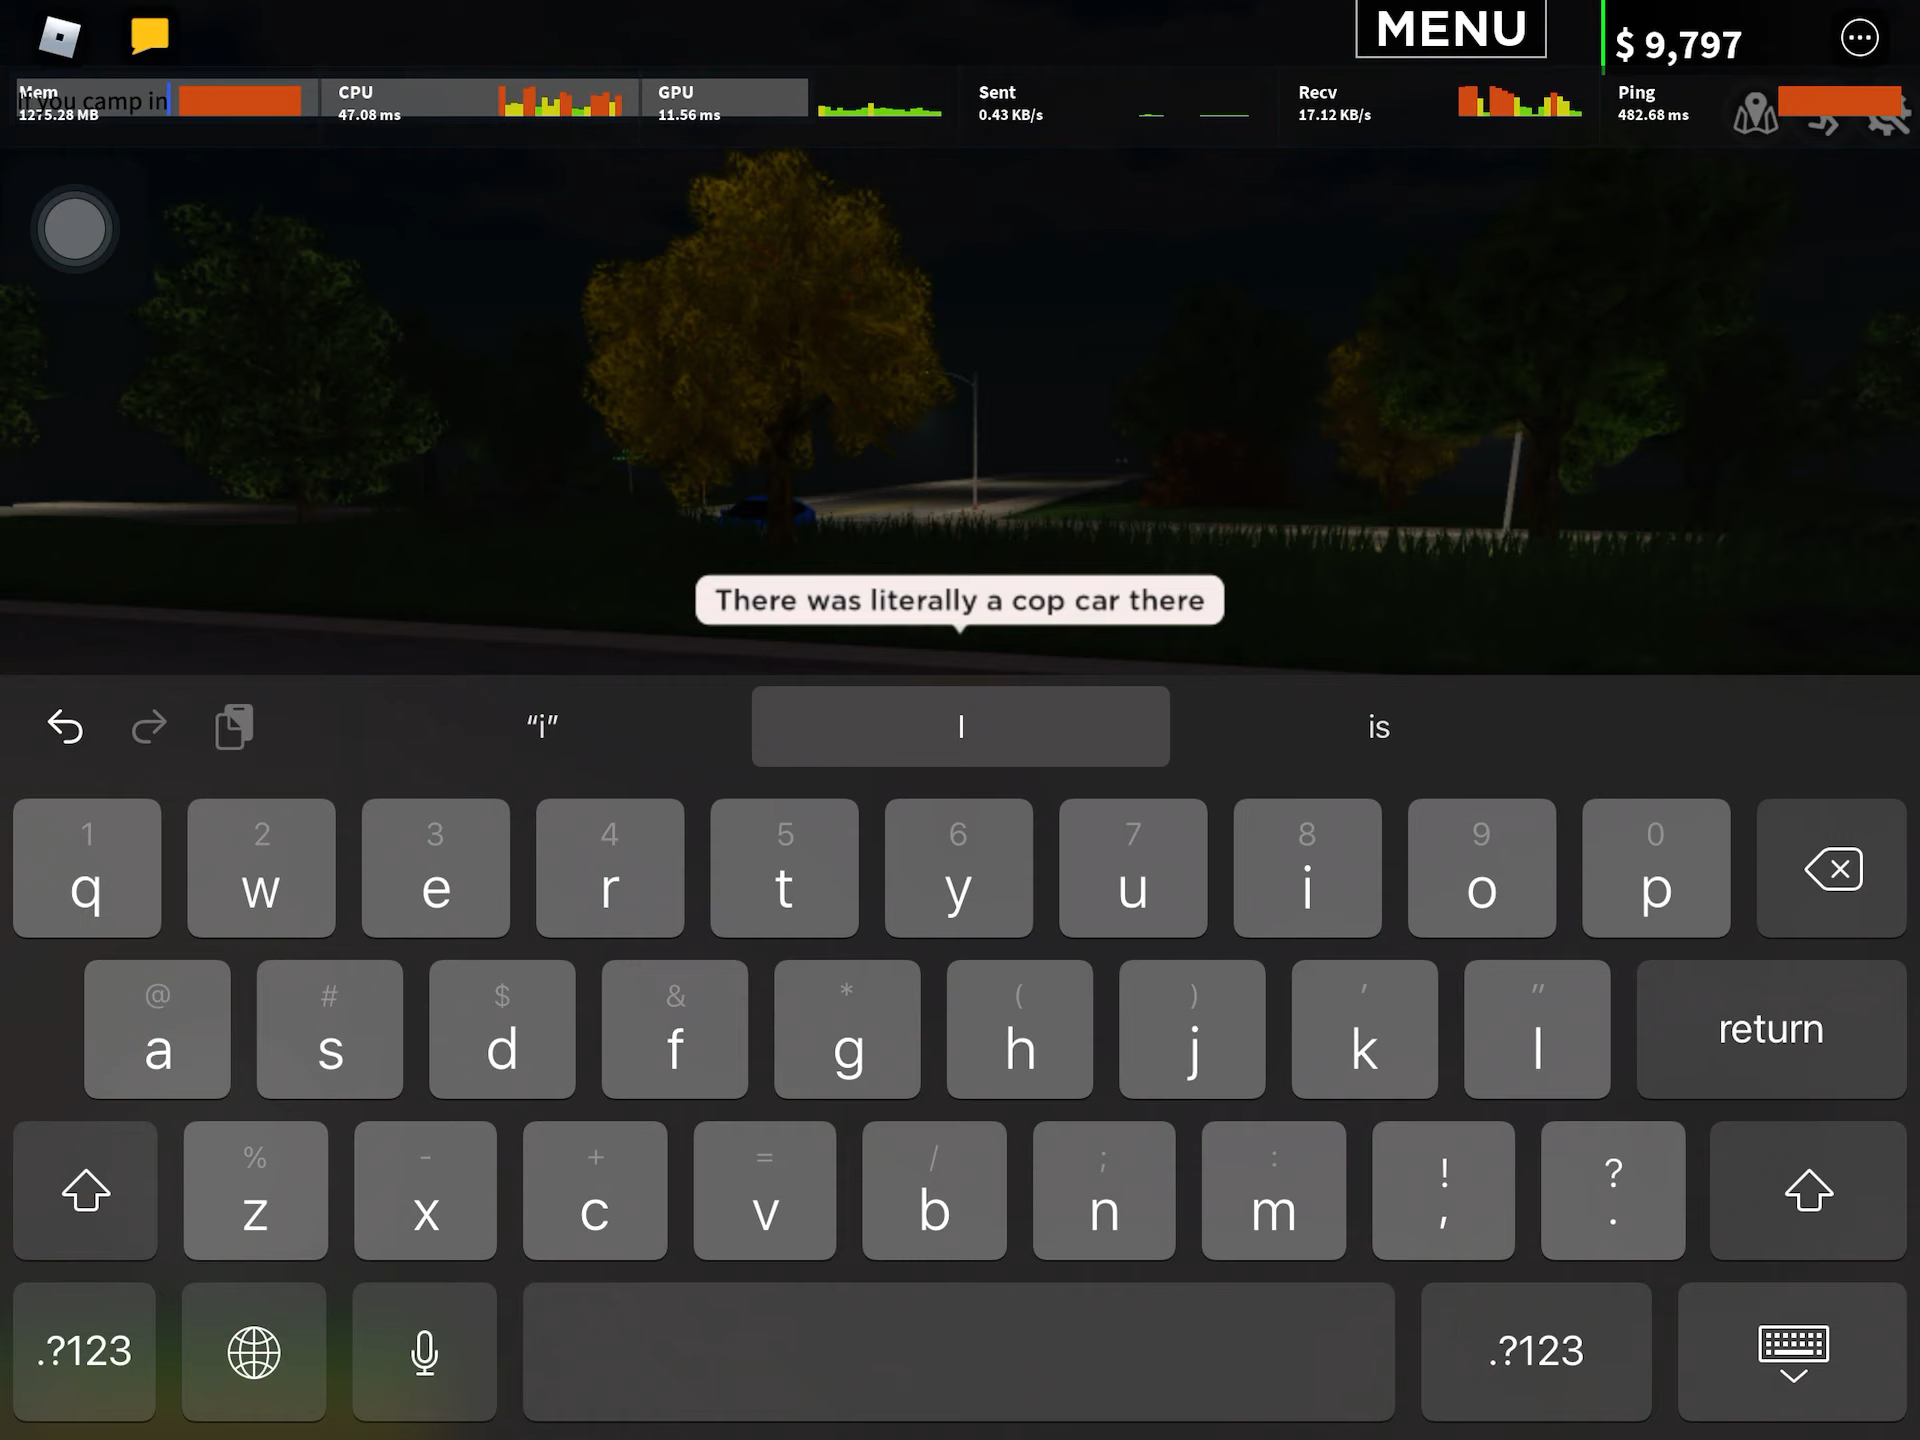 MENU
$ 9,797
Mem
If you camp in
1275.28 MB
CPU
47.08 ms
GPU
11.56 ms
Sent
0.43 KB/s
Recv
17.12 KB/s
Ping
482.68 ms
There was literally a cop car there
“i” I is
1 2 3 4 5 6 7 8 9 0
q w e r t y u i o p
@ # $ & * ( ) ' "
a s d f g h j k l return
% - + = / ; : ! ?
z x c v b n m , .
.?123 .?123